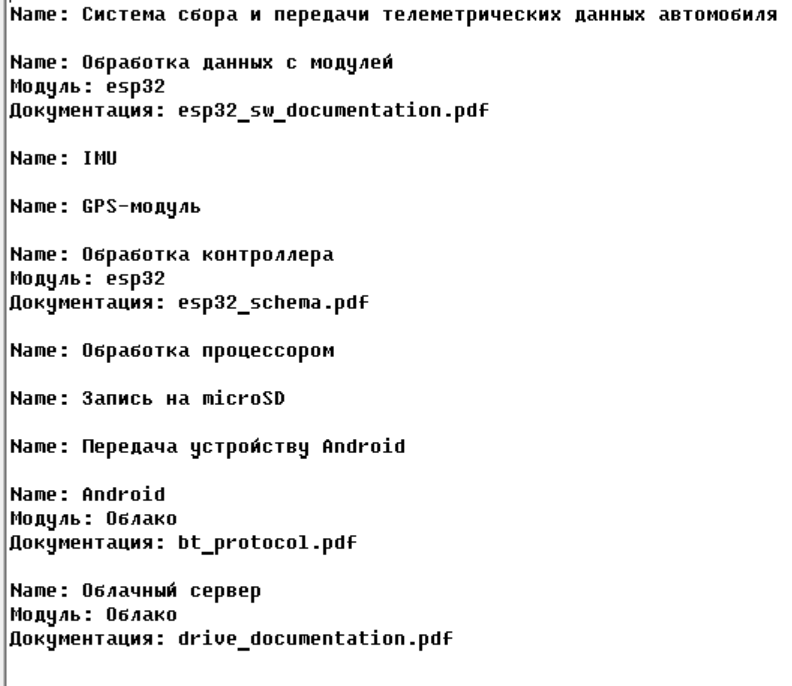 Name: Система сбора и передачи телеметрических данных автомобиля
Name: Обработка данных с модулей
Модуль: esp32
Документация: esp32_sw_documentation.pdf
Name: IMU
Name: GPS-модуль
Name: Обработка контроллера
Модуль: esp32
Документация: esp32_schema.pdf
Name: Обработка процессором
Name: Запись на microSD
Name: Передача устройству Android
Name: Android
Модуль: Облако
Документация: bt_protocol.pdf
Name: Облачный сервер
Модуль: Облако
Документация: drive_documentation.pdf